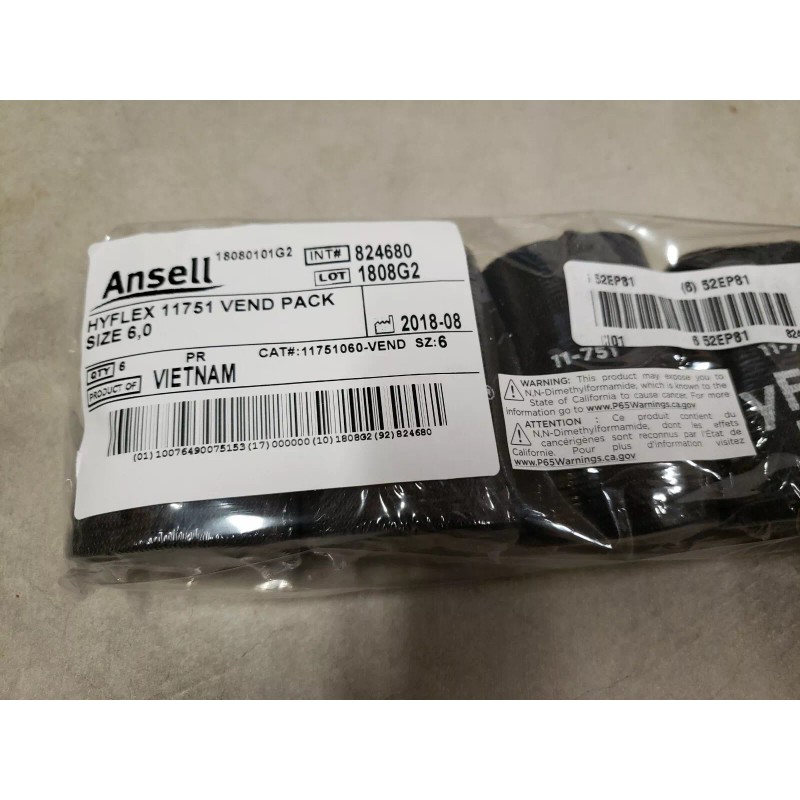 Ansell
18080101G2
INT# 824680
LOT 1808G2
HYFLEX 11751 VEND PACK
SIZE 6,0
2018-08
QTY 6 PR
CAT#:11751060-VEND SZ:6
PRODUCT OF VIETNAM
(01) 10076490075153 (17) 000000 (10) 1808G2 (92) 824680
52EP81 (6) 52EP81
6 52EP81
11-751
WARNING: This product may expose you to
N,N-Dimethylformamide, which is known to the
State of California to cause cancer. For more
information go to www.P65Warnings.ca.gov
ATTENTION : Ce produit contient du
N,N-Dimethylformamide, dont les effets
cancérigènes sont reconnus par l'État de
Californie. Pour plus d'information visitez
www.P65Warnings.ca.gov